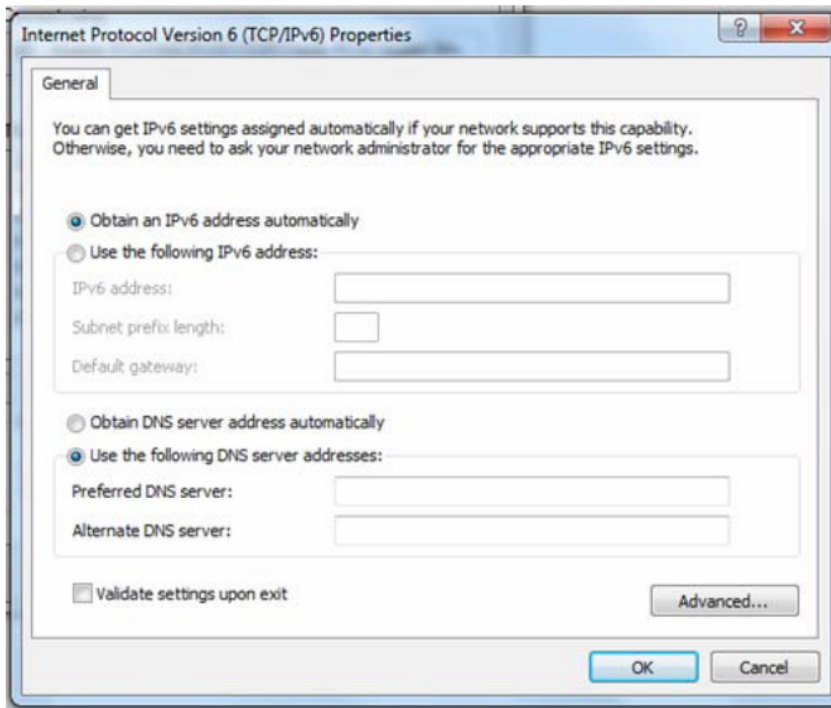 Internet Protocol Version 6 (TCP/IPv6) Properties
General
You can get IPv6 settings assigned automatically if your network supports this capability.
Otherwise, you need to ask your network administrator for the appropriate IPv6 settings.
Obtain an IPv6 address automatically
Use the following IPv6 address:
IPv6 address:
Subnet prefix length:
Default gateway:
Obtain DNS server address automatically
Use the following DNS server addresses:
Preferred DNS server:
Alternate DNS server:
Validate settings upon exit
Advanced...
OK Cancel